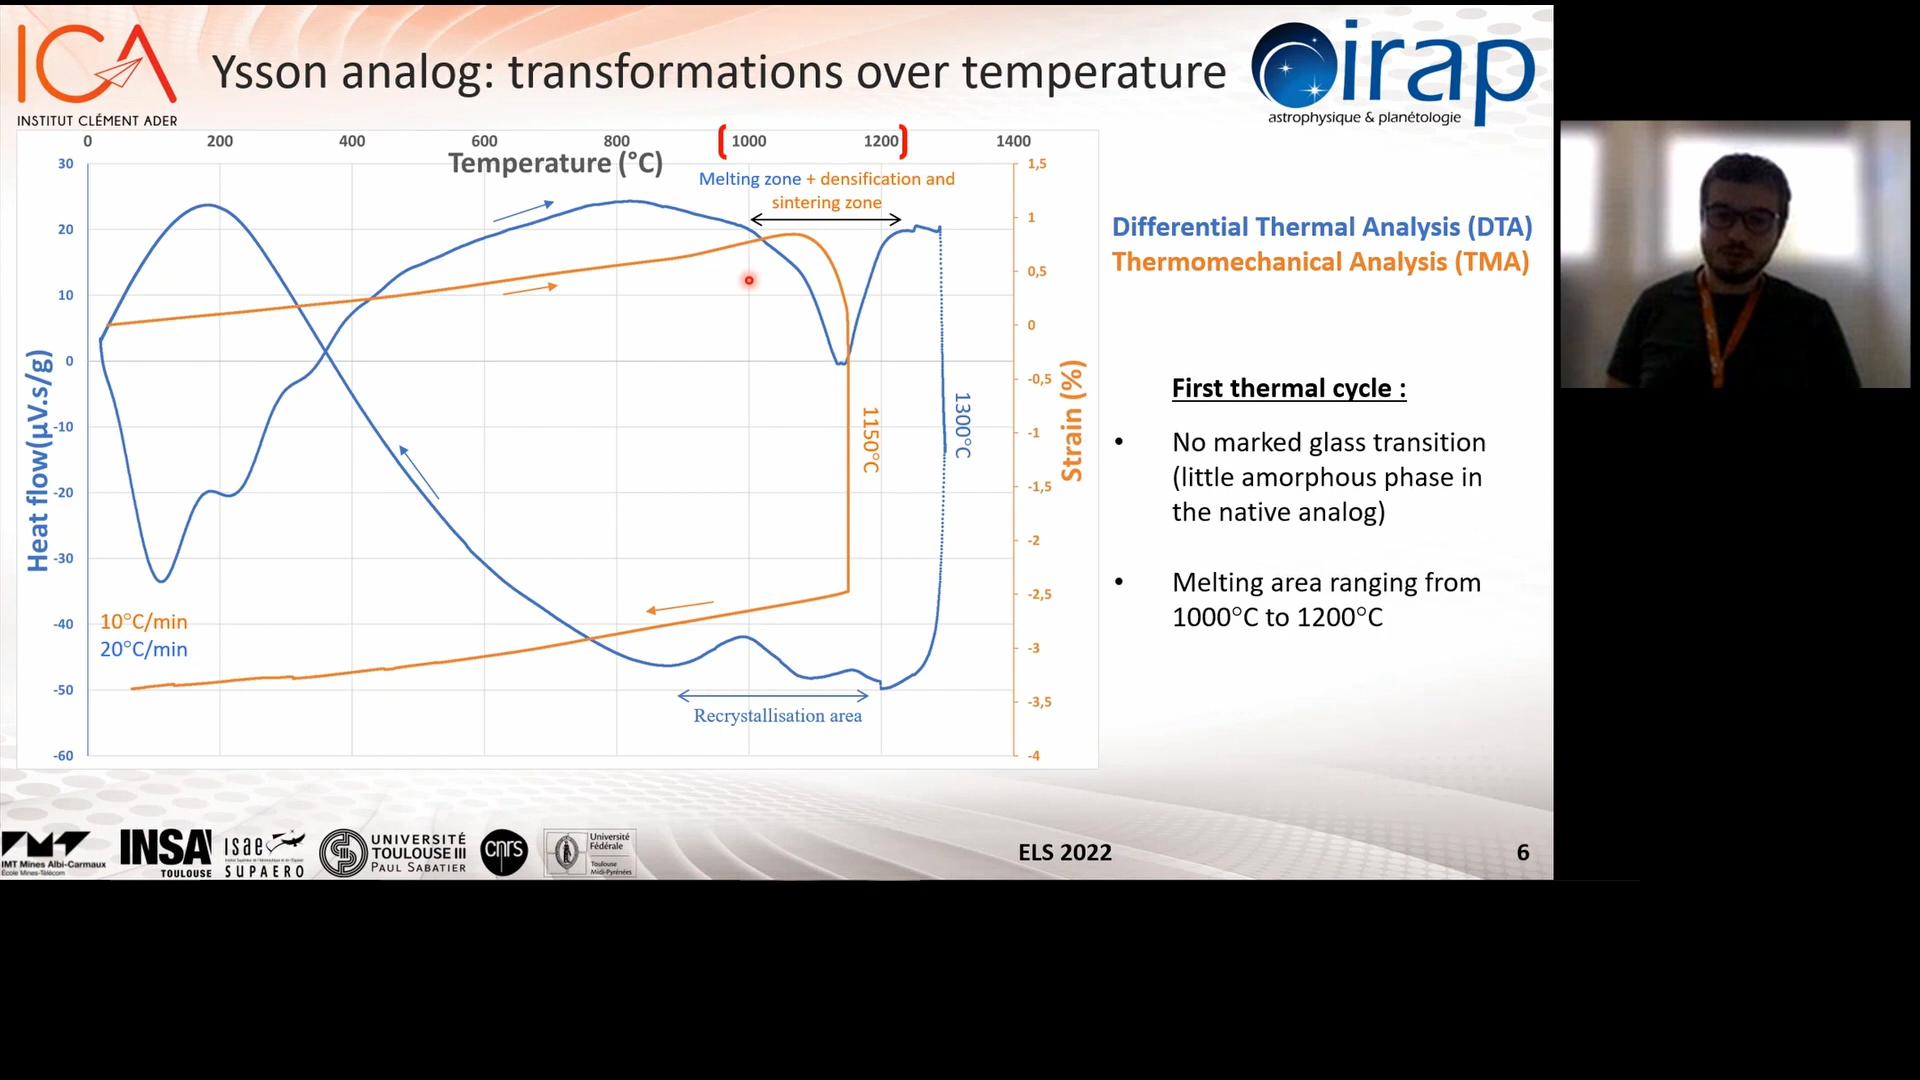 ICA
INSTITUT CLÉMENT ADER
Ysson analog: transformations over temperature
irap
astrophysique & planétologie
0 200 400 600 800 1000 1200 1400
Temperature (°C)
Melting zone + densification and
sintering zone
30
20
10
0
-10
-20
-30
-40
-50
-60
Heat flow(µV.s/g)
1,5
1
0,5
0
-0,5
-1
-1,5
-2
-2,5
-3
-3,5
-4
Strain (%)
1150°C
1300°C
10°C/min
20°C/min
Recrystallisation area
Differential Thermal Analysis (DTA)
Thermomechanical Analysis (TMA)
First thermal cycle :
• No marked glass transition
(little amorphous phase in
the native analog)
• Melting area ranging from
1000°C to 1200°C
IMT Mines Albi-Carmaux
École Mines-Télécom
INSA
TOULOUSE
isae
SUPAERO
UNIVERSITÉ
TOULOUSE III
PAUL SABATIER
cnrs
Université
Fédérale
Toulouse
Midi-Pyrénées
ELS 2022
6